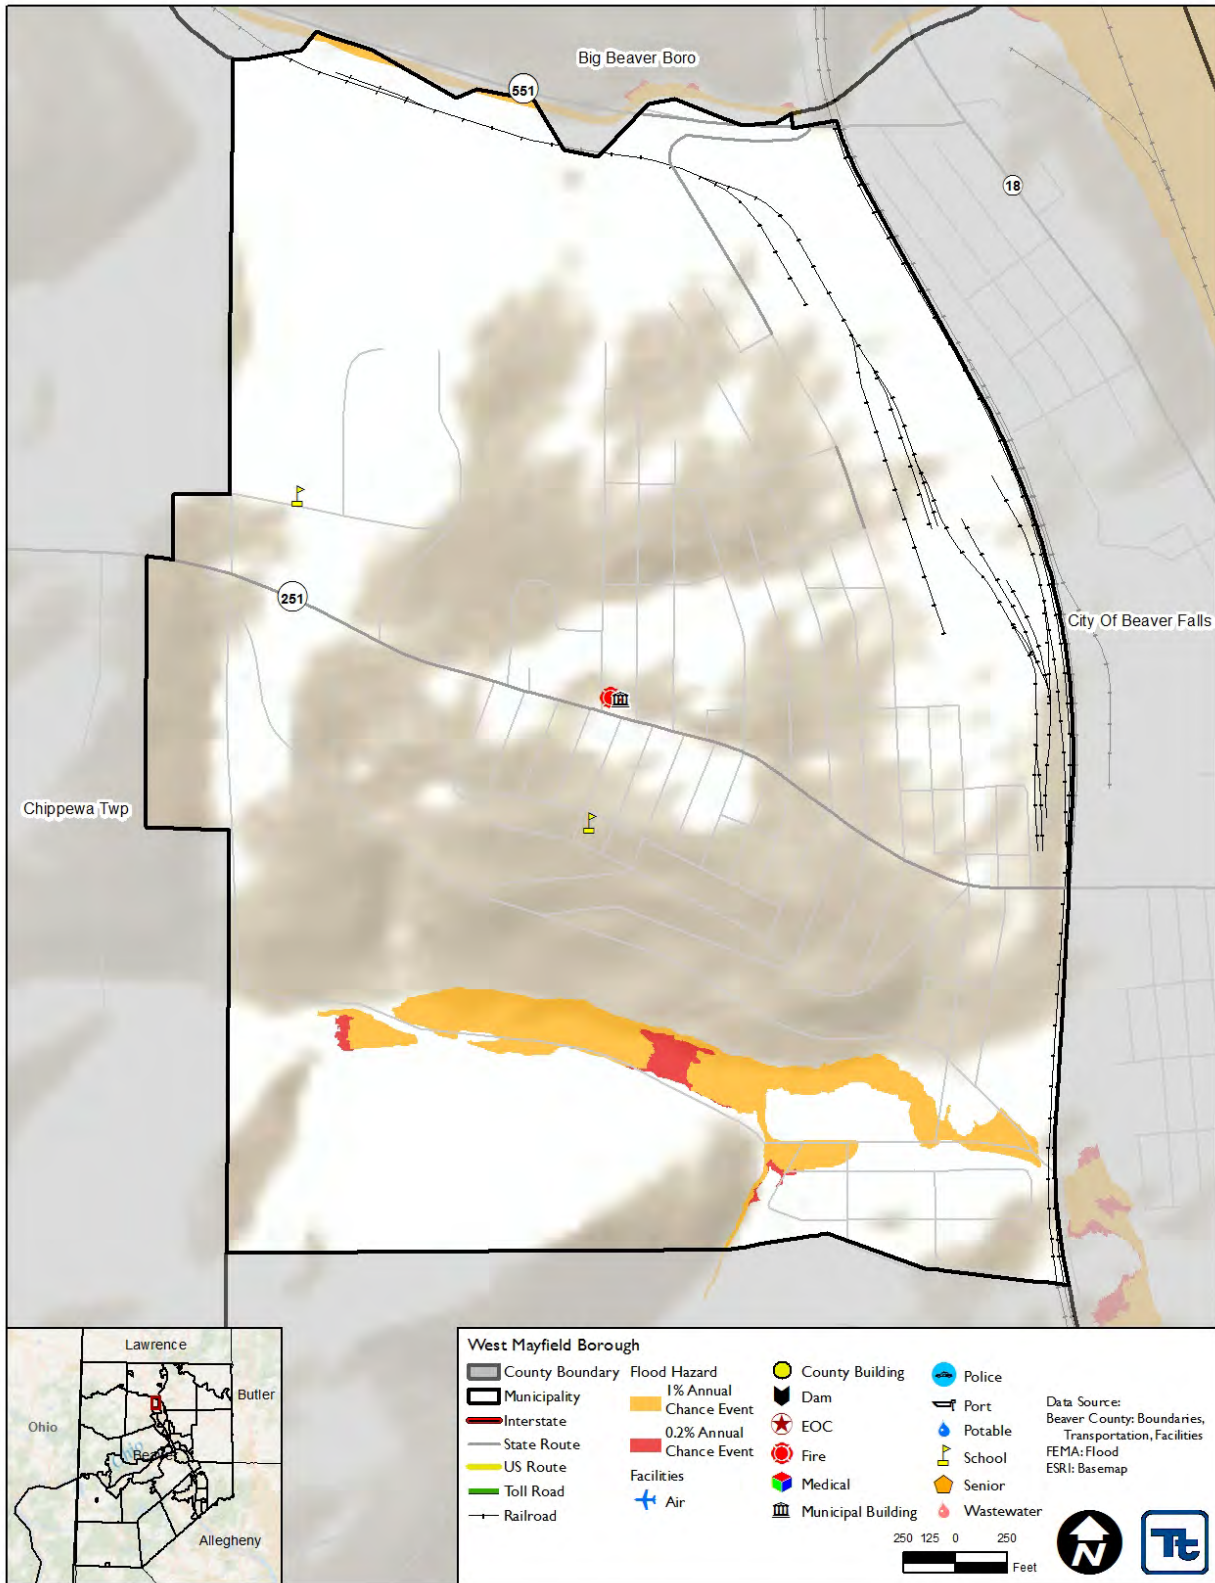 Big Beaver Boro
551
18
251
City Of Beaver Falls
Chippewa Twp
Lawrence
Butler
Ohio
Ohio
Beaver
Allegheny
West Mayfield Borough
County Boundary
Municipality
Interstate
State Route
US Route
Toll Road
Railroad
Flood Hazard
1% Annual
Chance Event
0.2% Annual
Chance Event
Facilities
Air
County Building
Dam
EOC
Fire
Medical
Municipal Building
Police
Port
Potable
School
Senior
Wastewater
Data Source:
Beaver County: Boundaries,
Transportation, Facilities
FEMA: Flood
ESRI: Basemap
250 125 0 250
Feet
N
Tt